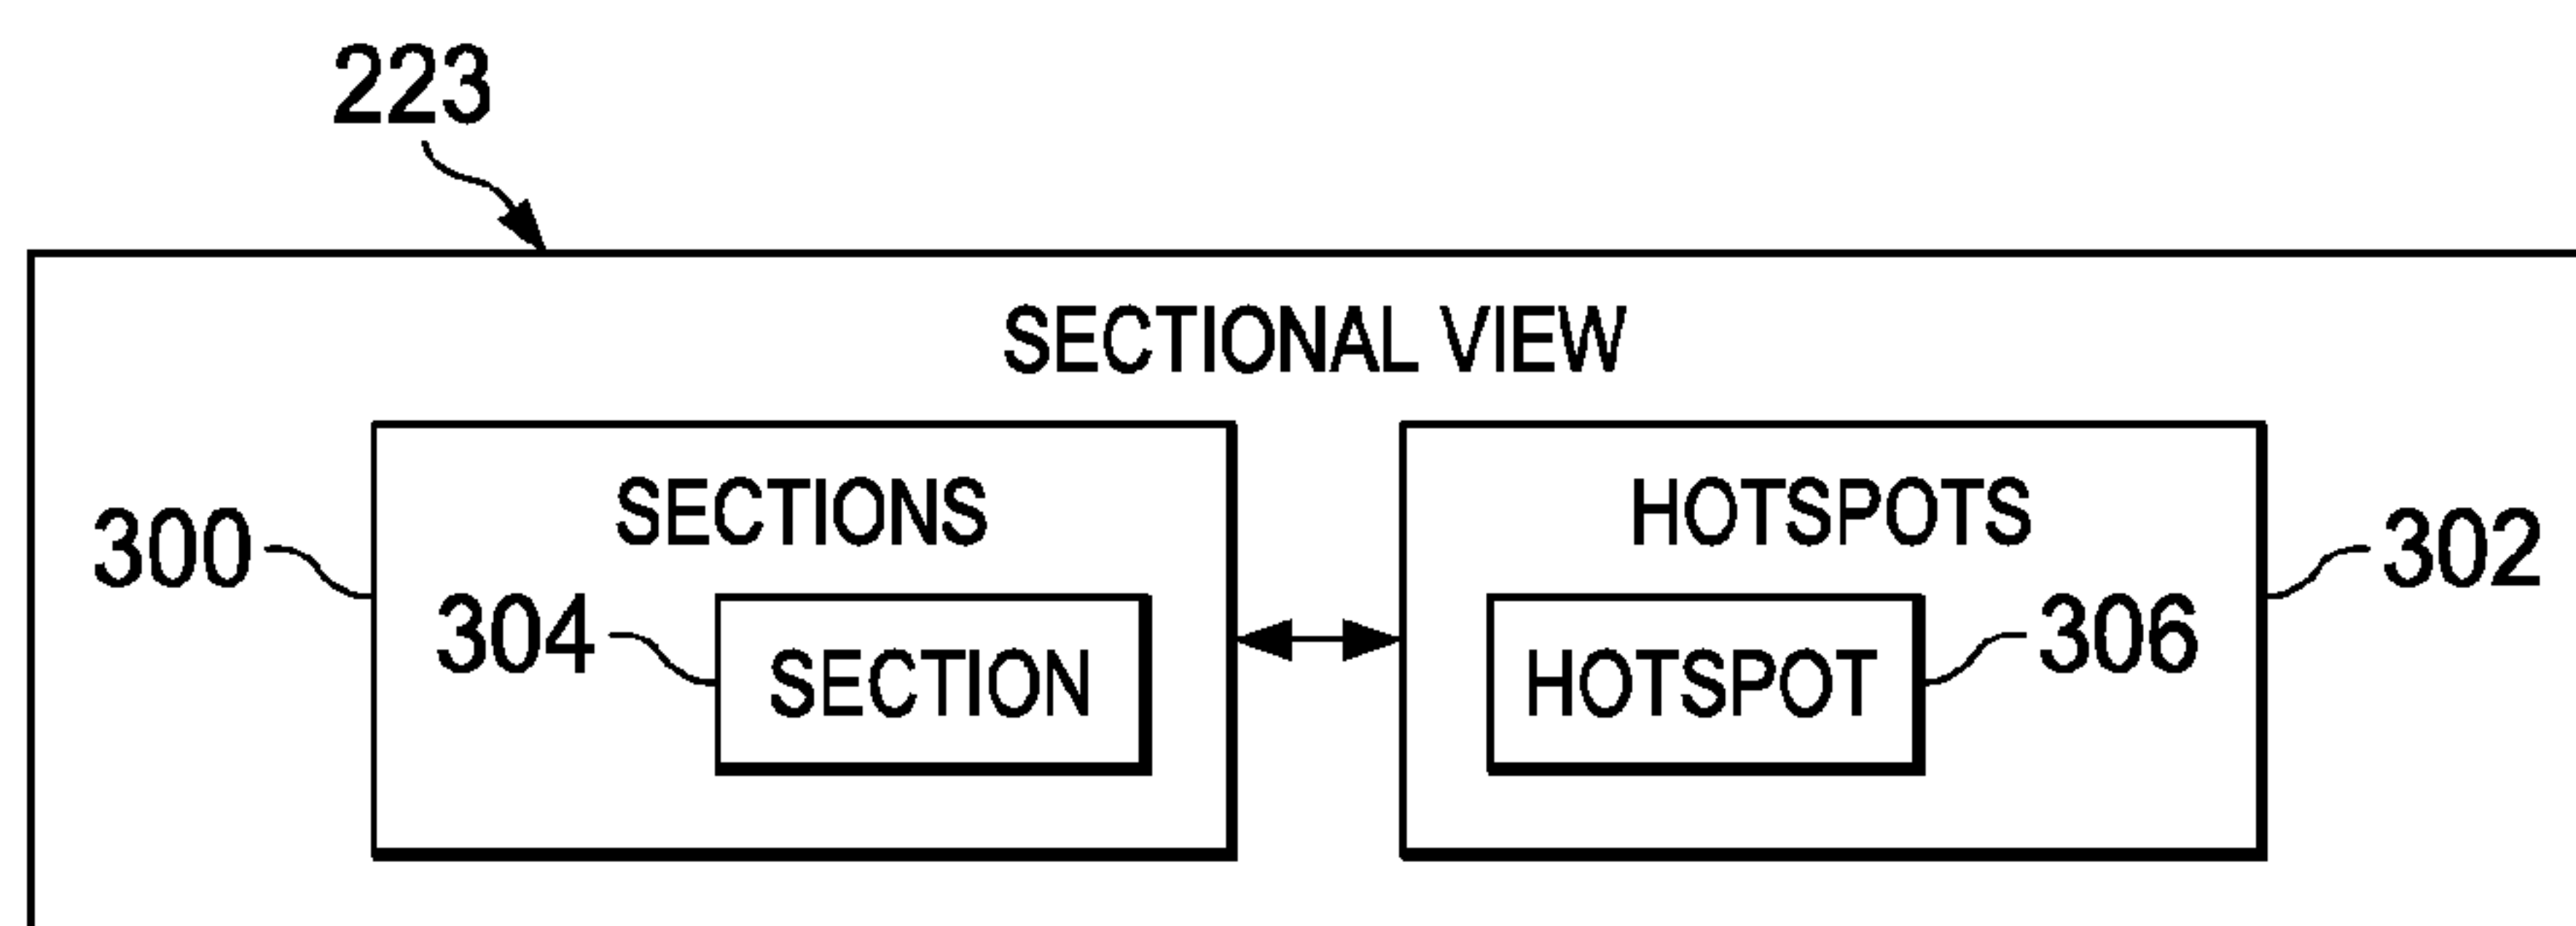 223
SECTIONAL VIEW
SECTIONS
HOTSPOTS
300
302
304
306
SECTION
HOTSPOT